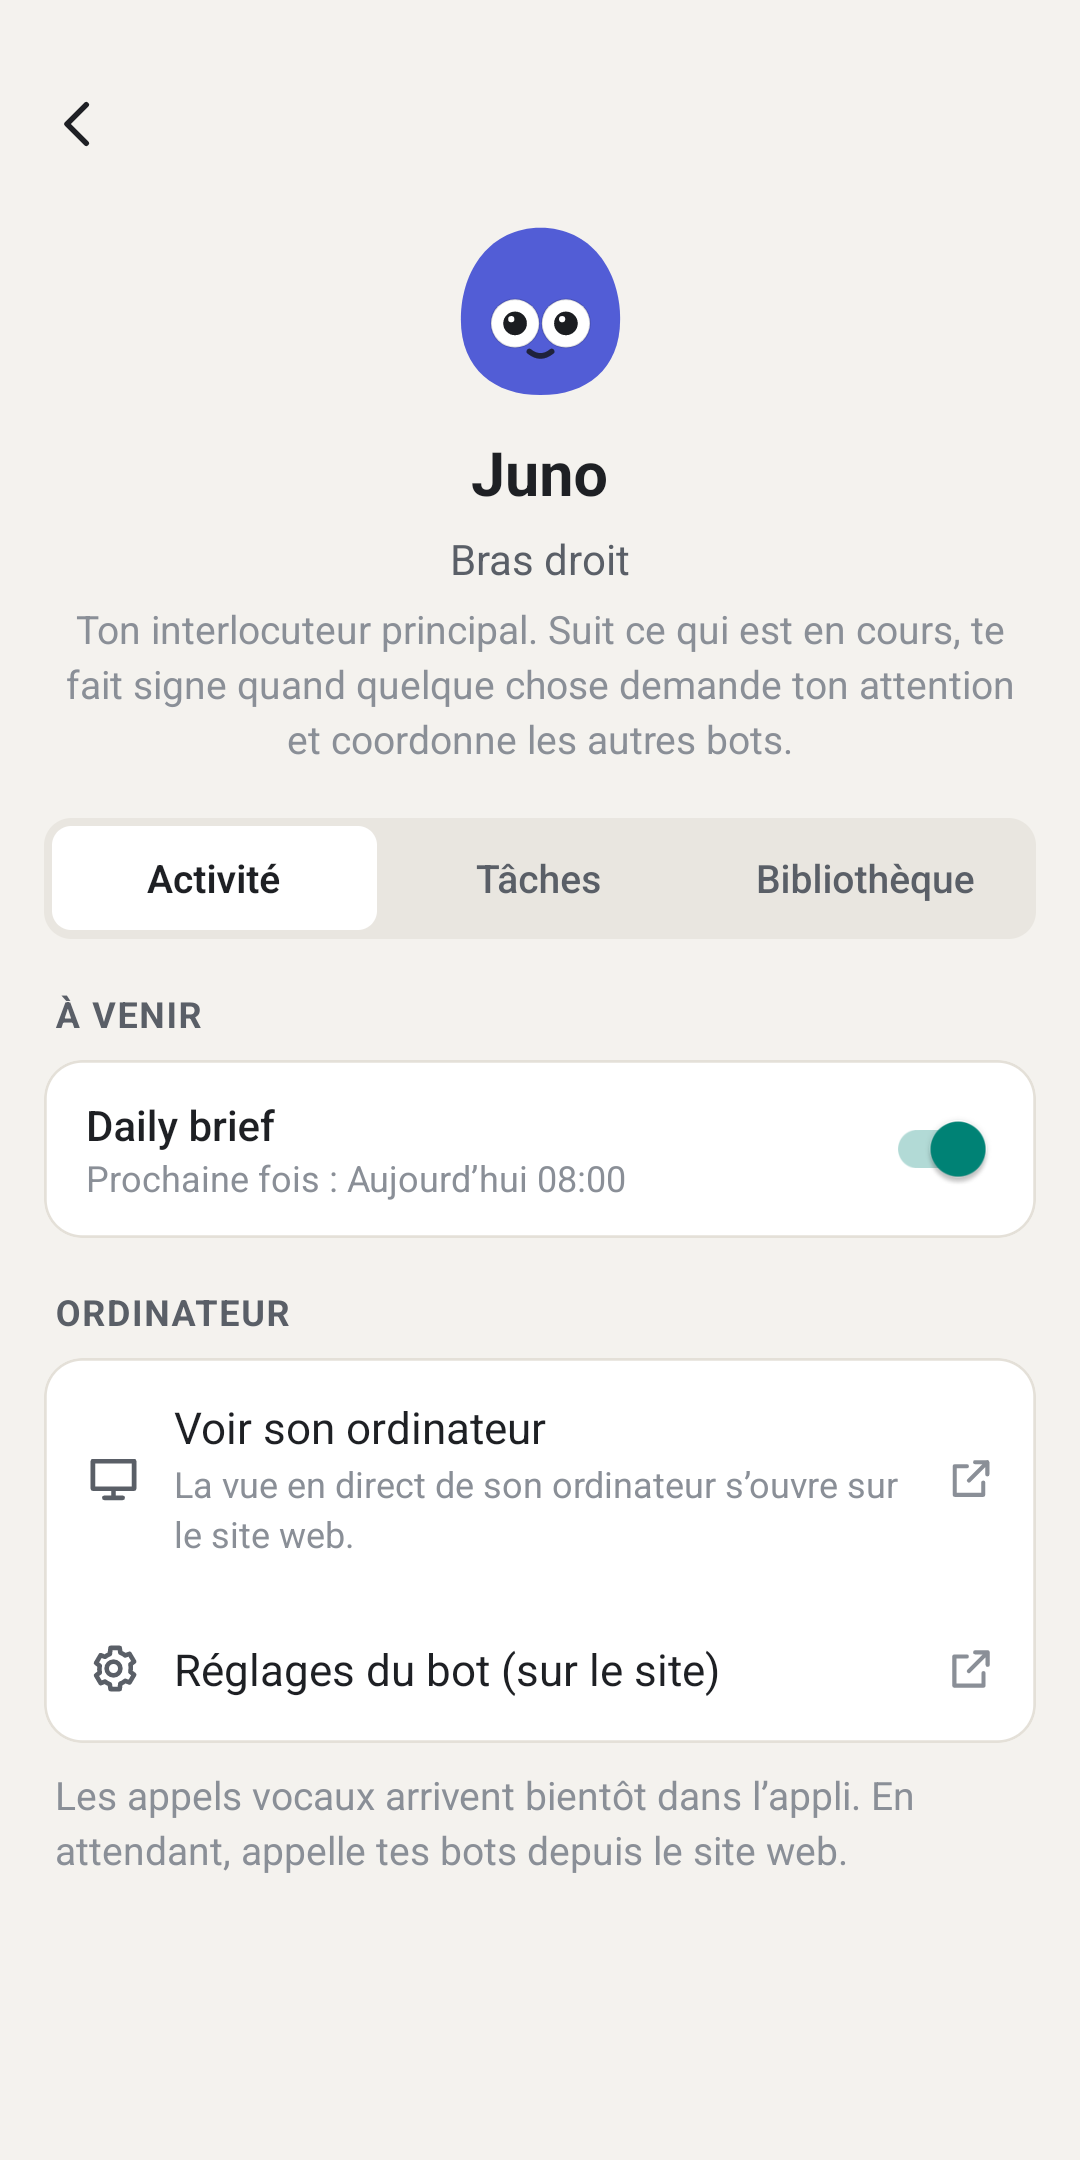 Juno
Bras droit
Ton interlocuteur principal. Suit ce qui est en cours, te
fait signe quand quelque chose demande ton attention
et coordonne les autres bots.
Activité
Tâches
Bibliothèque
À VENIR
Daily brief
Prochaine fois : Aujourd’hui 08:00
ORDINATEUR
Voir son ordinateur
La vue en direct de son ordinateur s’ouvre sur
le site web.
Réglages du bot (sur le site)
Les appels vocaux arrivent bientôt dans l’appli. En
attendant, appelle tes bots depuis le site web.